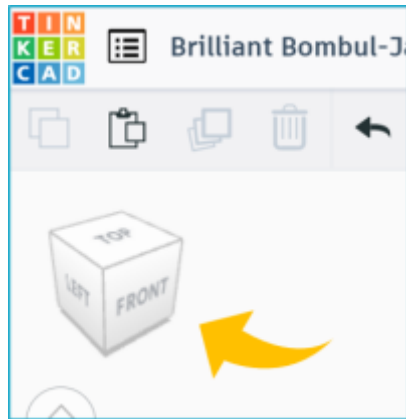 TIN
KER
CAD
Brilliant Bombul-Ja
TOP
LEFT
FRONT